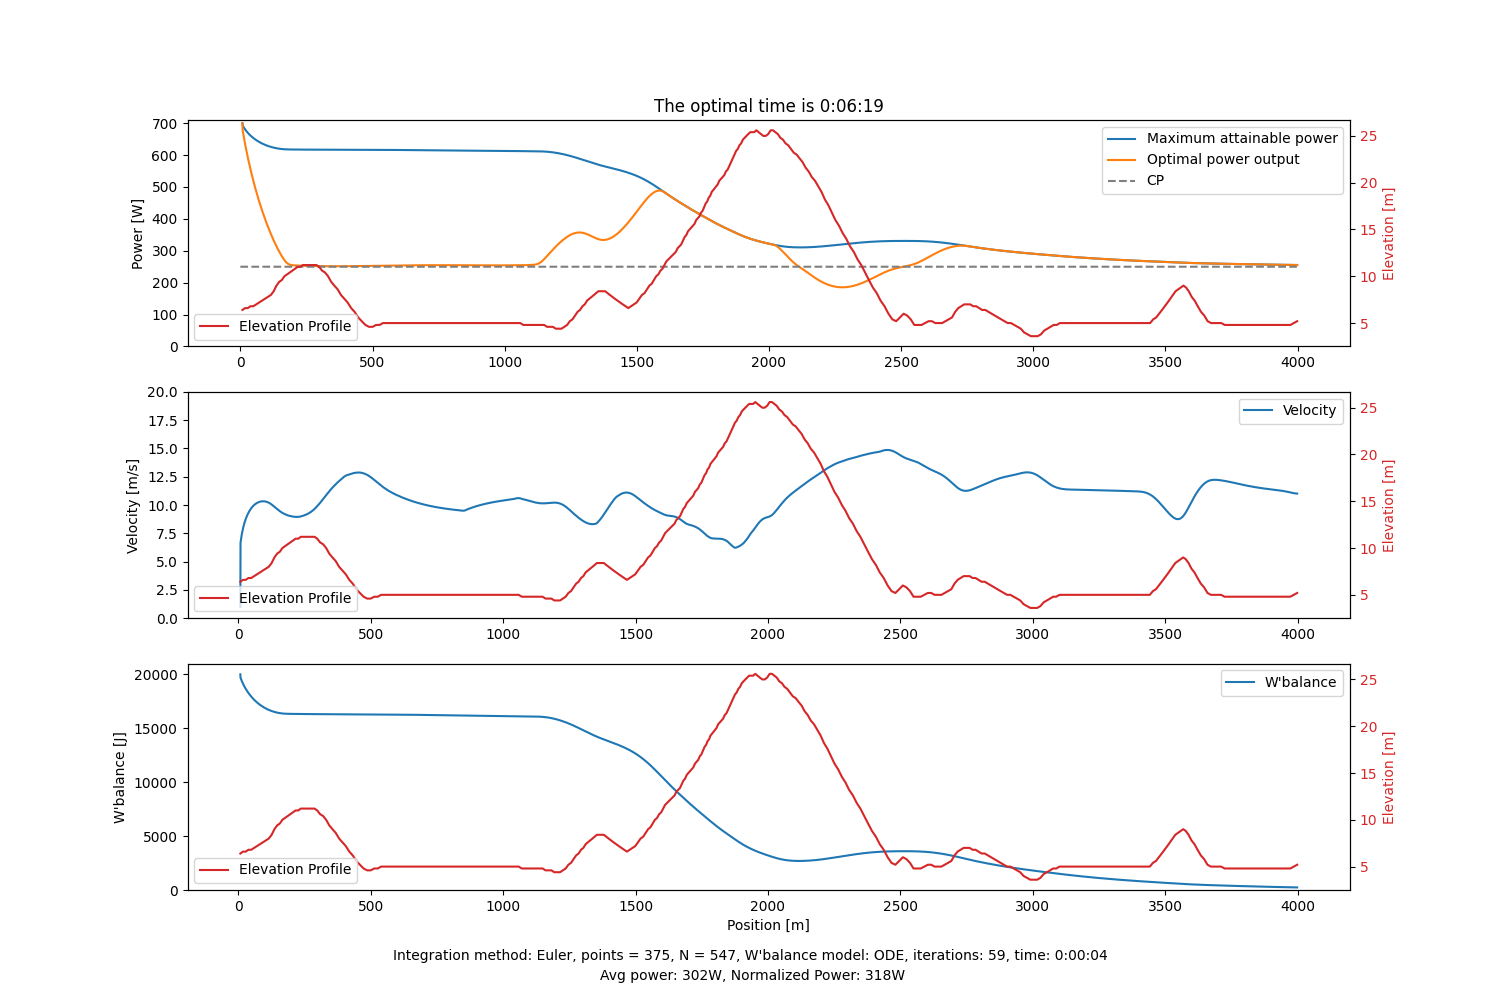 The optimal time is 0:06:19
700
600
500
400
300
200
100
0
Power [W]
Maximum attainable power
Optimal power output
CP
Elevation Profile
25
20
15
10
5
Elevation [m]
0 500 1000 1500 2000 2500 3000 3500 4000
20.0
17.5
15.0
12.5
10.0
7.5
5.0
2.5
0.0
Velocity [m/s]
Velocity
Elevation Profile
25
20
15
10
5
Elevation [m]
0 500 1000 1500 2000 2500 3000 3500 4000
20000
15000
10000
5000
0
W'balance [J]
W'balance
Elevation Profile
25
20
15
10
5
Elevation [m]
0 500 1000 1500 2000 2500 3000 3500 4000
Position [m]
Integration method: Euler, points = 375, N = 547, W'balance model: ODE, iterations: 59, time: 0:00:04
Avg power: 302W, Normalized Power: 318W